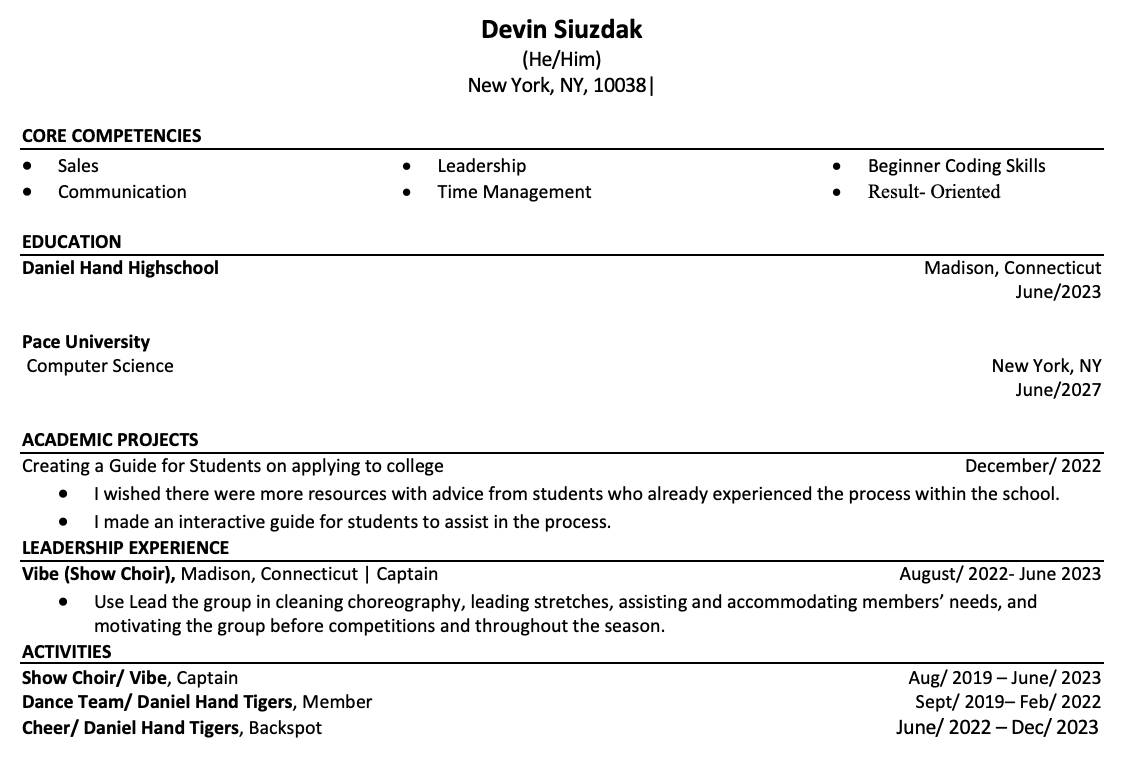 Devin Siuzdak
(He/Him)
New York, NY, 10038|
CORE COMPETENCIES
• Sales • Leadership • Beginner Coding Skills
• Communication • Time Management • Result- Oriented
EDUCATION
Daniel Hand Highschool Madison, Connecticut
June/2023
Pace University
Computer Science New York, NY
June/2027
ACADEMIC PROJECTS
Creating a Guide for Students on applying to college December/ 2022
• I wished there were more resources with advice from students who already experienced the process within the school.
• I made an interactive guide for students to assist in the process.
LEADERSHIP EXPERIENCE
Vibe (Show Choir), Madison, Connecticut | Captain August/ 2022- June 2023
• Use Lead the group in cleaning choreography, leading stretches, assisting and accommodating members’ needs, and
motivating the group before competitions and throughout the season.
ACTIVITIES
Show Choir/ Vibe, Captain Aug/ 2019 – June/ 2023
Dance Team/ Daniel Hand Tigers, Member Sept/ 2019– Feb/ 2022
Cheer/ Daniel Hand Tigers, Backspot June/ 2022 – Dec/ 2023